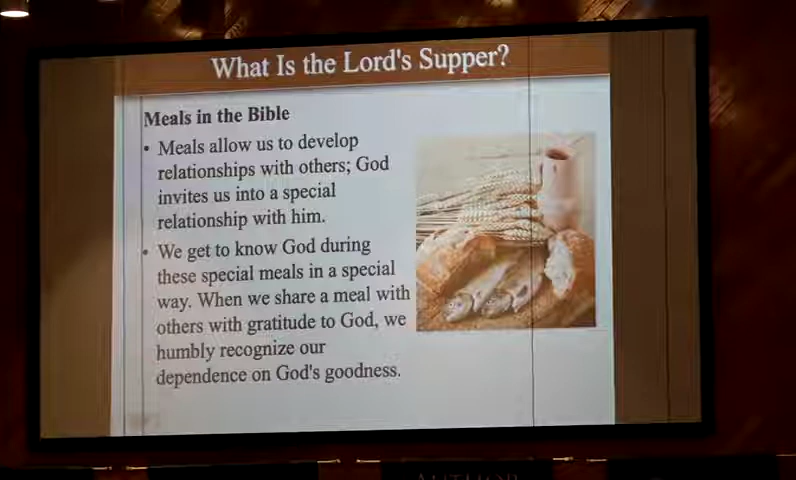 What Is the Lord's Supper?
Meals in the Bible
• Meals allow us to develop
relationships with others; God
invites us into a special
relationship with him.
• We get to know God during
these special meals in a special
way. When we share a meal with
others with gratitude to God, we
humbly recognize our
dependence on God's goodness.